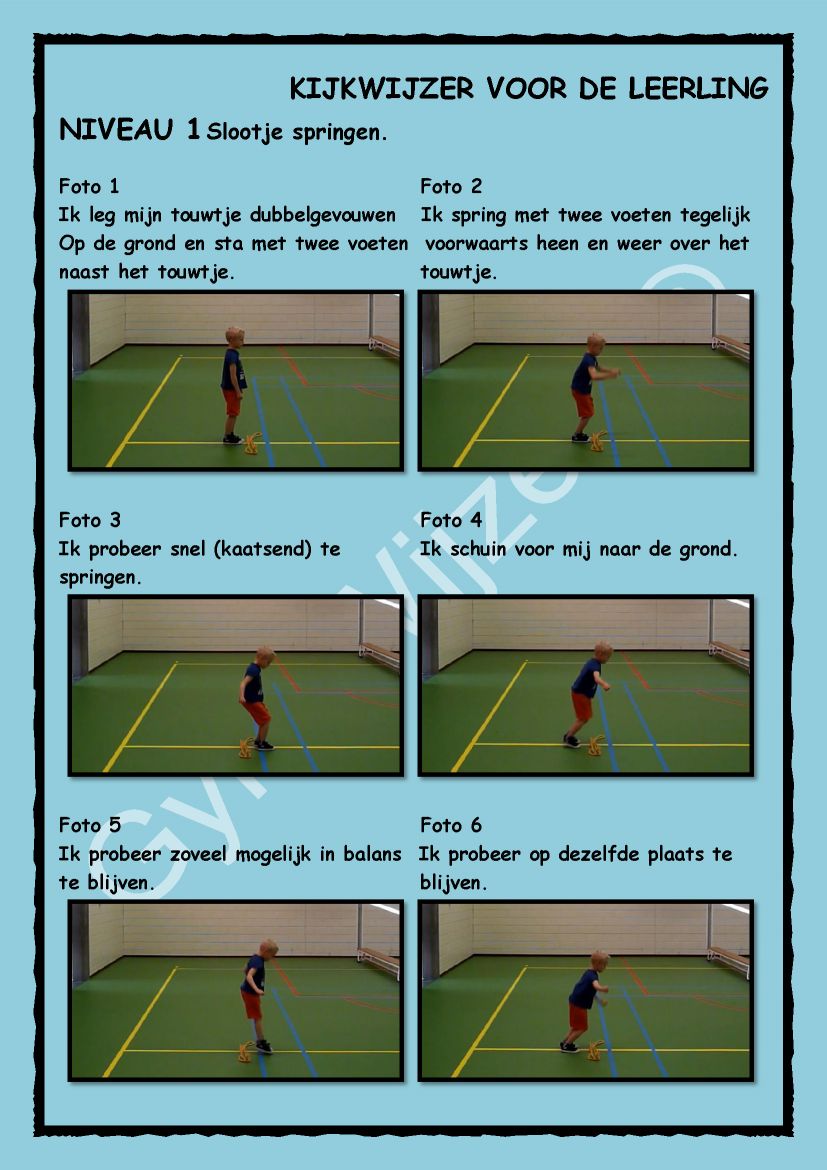 KIJKWIJZER VOOR DE LEERLING
NIVEAU 1 Slootje springen.
Foto 1
Ik leg mijn touwtje dubbelgevouwen
Op de grond en sta met twee voeten
naast het touwtje.
Foto 2
Ik spring met twee voeten tegelijk
voorwaarts heen en weer over het
touwtje.
Foto 3
Ik probeer snel (kaatsend) te
springen.
Foto 4
Ik schuin voor mij naar de grond.
Foto 5
Ik probeer zoveel mogelijk in balans
te blijven.
Foto 6
Ik probeer op dezelfde plaats te
blijven.